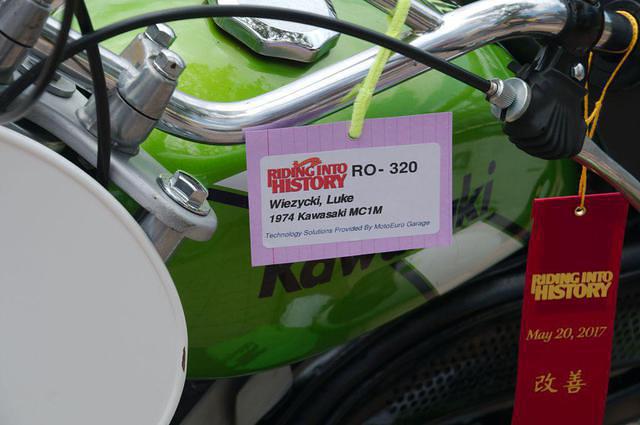 RIDING INTO
HISTORY
RO- 320
Wiezycki, Luke
1974 Kawasaki MC1M
Technology Solutions Provided By MotoEuro Garage
RIDING INTO
HISTORY
May 20, 2017
改善